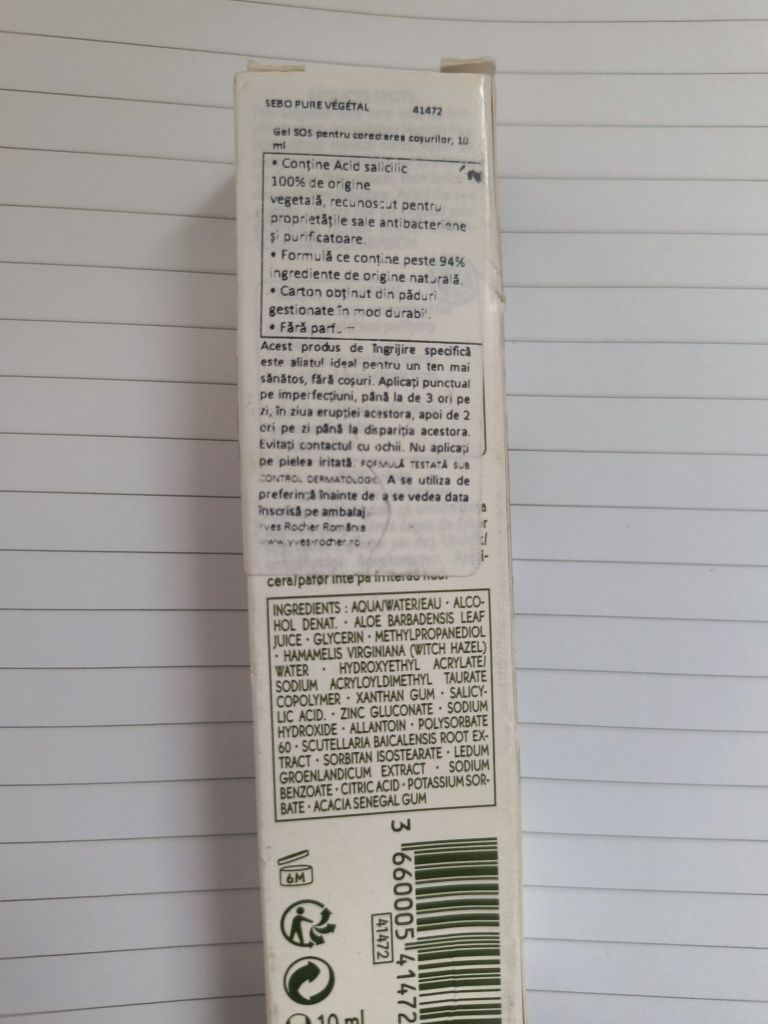 SEBO PURE VÉGÉTAL 41472
Gel SOS pentru corectarea coșurilor, 10
ml
• Conține Acid salicilic
100% de origine
vegetală, recunoscut pentru
proprietățile sale antibacteriene
și purificatoare.
• Formulă ce conține peste 94%
ingrediente de origine naturală.
• Carton obținut din păduri
gestionate în mod durabil.
• Fără
Acest produs de îngrijire specifică
este aliatul ideal pentru un ten mai
sănătos, fără coșuri. Aplicați punctual
pe imperfecțiuni, până la de 3 ori pe
zi, în ziua erupției acestora, apoi de 2
ori pe zi până la dispariția acestora.
Evitați contactul cu ochii. Nu aplicați
pe pielea iritată. FORMULĂ TESTATĂ SUB
CONTROL DERMATOLOGIC. A se utiliza de
preferință înainte de a se vedea data
înscrisă pe ambalaj
Yves Rocher România
www.yves-rocher.ro
INGREDIENTS : AQUA/WATER/EAU · ALCO-
HOL DENAT. · ALOE BARBADENSIS LEAF
JUICE · GLYCERIN · METHYLPROPANEDIOL
· HAMAMELIS VIRGINIANA (WITCH HAZEL)
WATER · HYDROXYETHYL ACRYLATE/
SODIUM ACRYLOYLDIMETHYL TAURATE
COPOLYMER · XANTHAN GUM · SALICY-
LIC ACID. · ZINC GLUCONATE · SODIUM
HYDROXIDE · ALLANTOIN · POLYSORBATE
60 · SCUTELLARIA BAICALENSIS ROOT EX-
TRACT · SORBITAN ISOSTEARATE · LEDUM
GROENLANDICUM EXTRACT · SODIUM
BENZOATE · CITRIC ACID · POTASSIUM SOR-
BATE · ACACIA SENEGAL GUM
6M
3 660005 41472
41472
10 ml